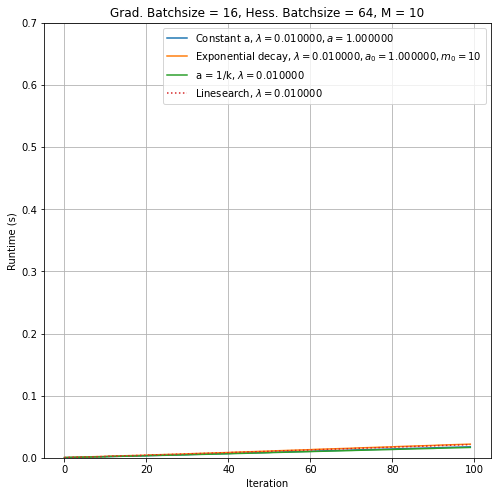 Grad. Batchsize = 16, Hess. Batchsize = 64, M = 10
Constant a, λ = 0.010000, a = 1.000000
Exponential decay, λ = 0.010000, a₀ = 1.000000, m₀ = 10
a = 1/k, λ = 0.010000
Linesearch, λ = 0.010000
0.7
0.6
0.5
0.4
0.3
0.2
0.1
0.0
Runtime (s)
0 20 40 60 80 100
Iteration